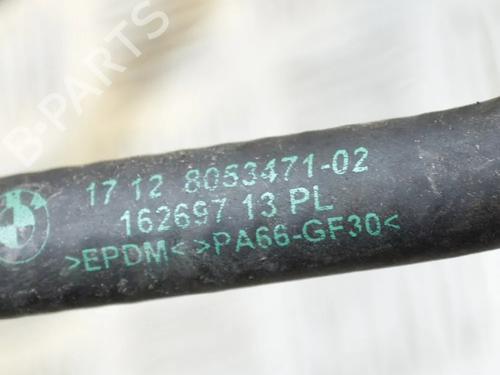 B-PARTS
17 12 8053471-02
162697 13 PL
>EPDM< >PA66-GF30<